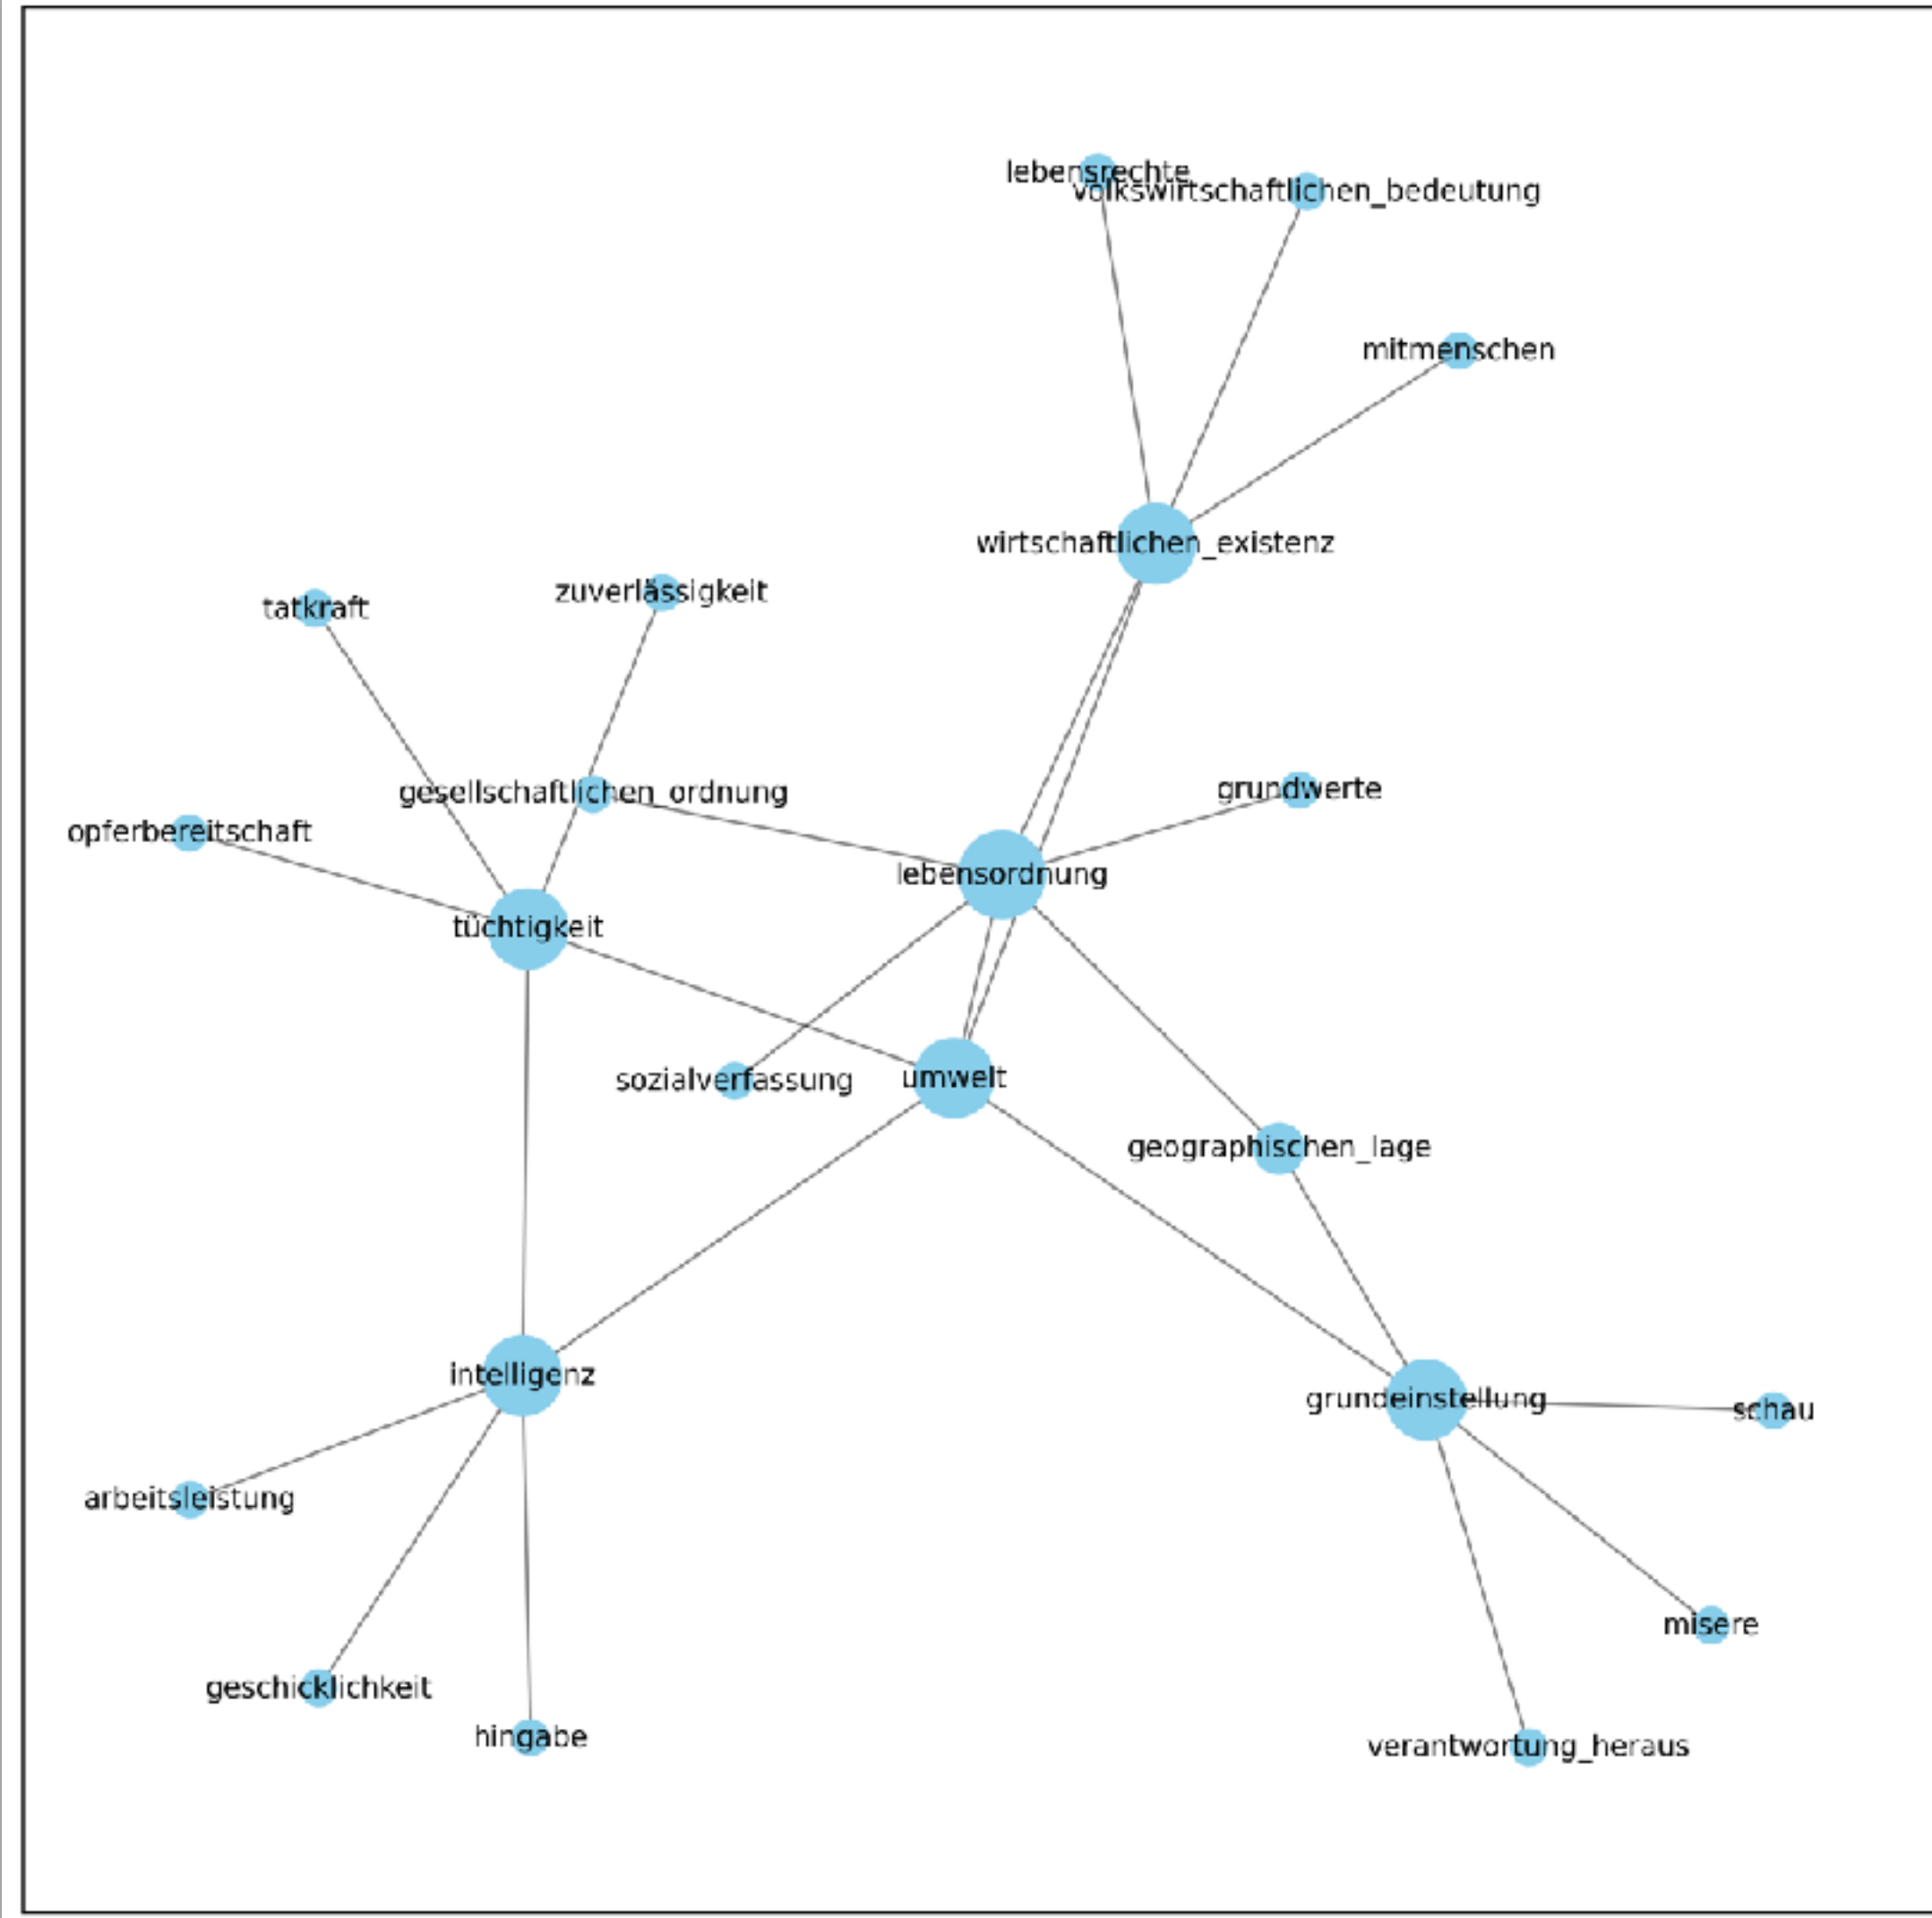 lebensrechte
volkswirtschaftlichen_bedeutung
mitmenschen
wirtschaftlichen_existenz
zuverlässigkeit
tatkraft
grundwerte
gesellschaftlichen_ordnung
opferbereitschaft
lebensordnung
tüchtigkeit
umwelt
sozialverfassung
geographischen_lage
intelligenz
grundeinstellung
schau
arbeitsleistung
misere
geschicklichkeit
hingabe
verantwortung_heraus